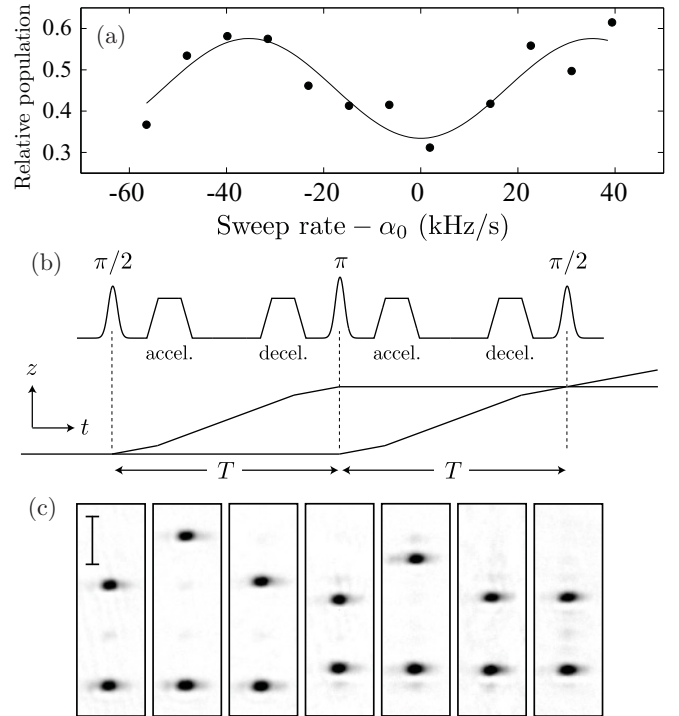 (a)
Relative population
0.6
0.5
0.4
0.3
-60 -40 -20 0 20 40
Sweep rate – α₀ (kHz/s)
(b)
π/2 π π/2
accel. decel. accel. decel.
z
t
T T
(c)